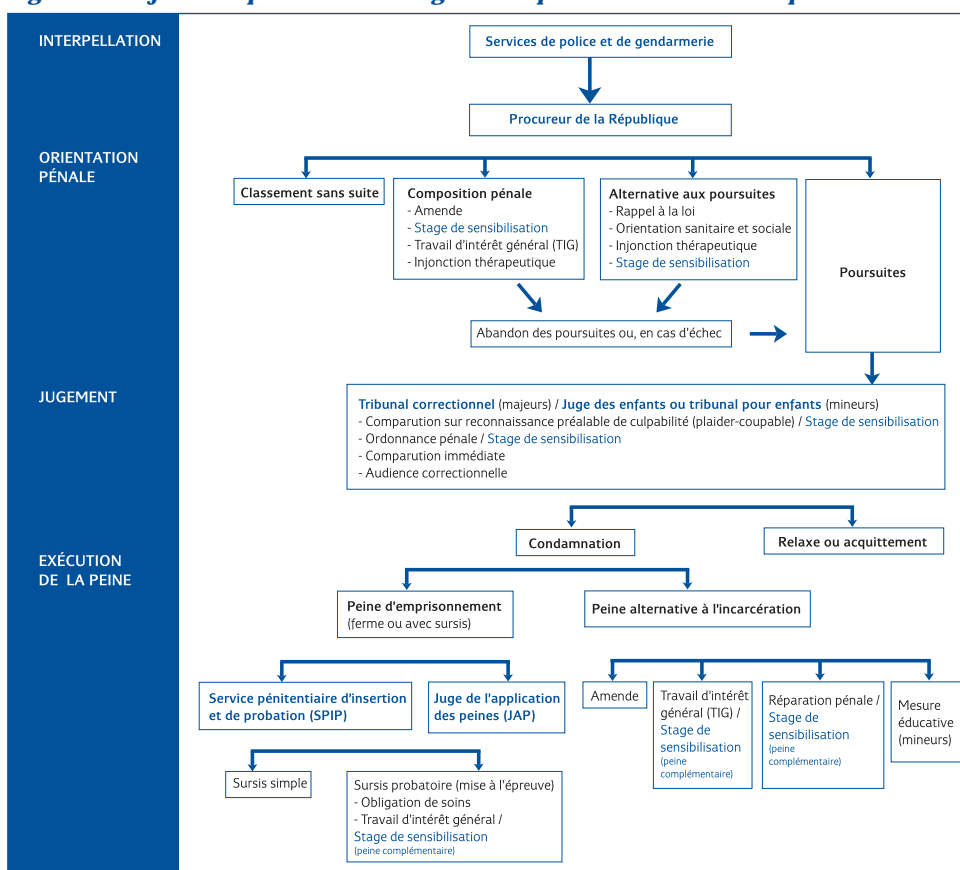 INTERPELLATION
Services de police et de gendarmerie
Procureur de la République
ORIENTATION
PÉNALE
Classement sans suite
Composition pénale
- Amende
- Stage de sensibilisation
- Travail d'intérêt général (TIG)
- Injonction thérapeutique
Alternative aux poursuites
- Rappel à la loi
- Orientation sanitaire et sociale
- Injonction thérapeutique
- Stage de sensibilisation
Poursuites
Abandon des poursuites ou, en cas d'échec
JUGEMENT
Tribunal correctionnel (majeurs) / Juge des enfants ou tribunal pour enfants (mineurs)
- Comparution sur reconnaissance préalable de culpabilité (plaider-coupable) / Stage de sensibilisation
- Ordonnance pénale / Stage de sensibilisation
- Comparution immédiate
- Audience correctionnelle
Condamnation
Relaxe ou acquittement
EXÉCUTION
DE LA PEINE
Peine d'emprisonnement
(ferme ou avec sursis)
Peine alternative à l'incarcération
Service pénitentiaire d'insertion
et de probation (SPIP)
Juge de l'application
des peines (JAP)
Amende
Travail d'intérêt
général (TIG) /
Stage de
sensibilisation
(peine
complémentaire)
Réparation pénale /
Stage de
sensibilisation
(peine
complémentaire)
Mesure
éducative
(mineurs)
Sursis simple
Sursis probatoire (mise à l'épreuve)
- Obligation de soins
- Travail d'intérêt général /
Stage de sensibilisation
(peine complémentaire)